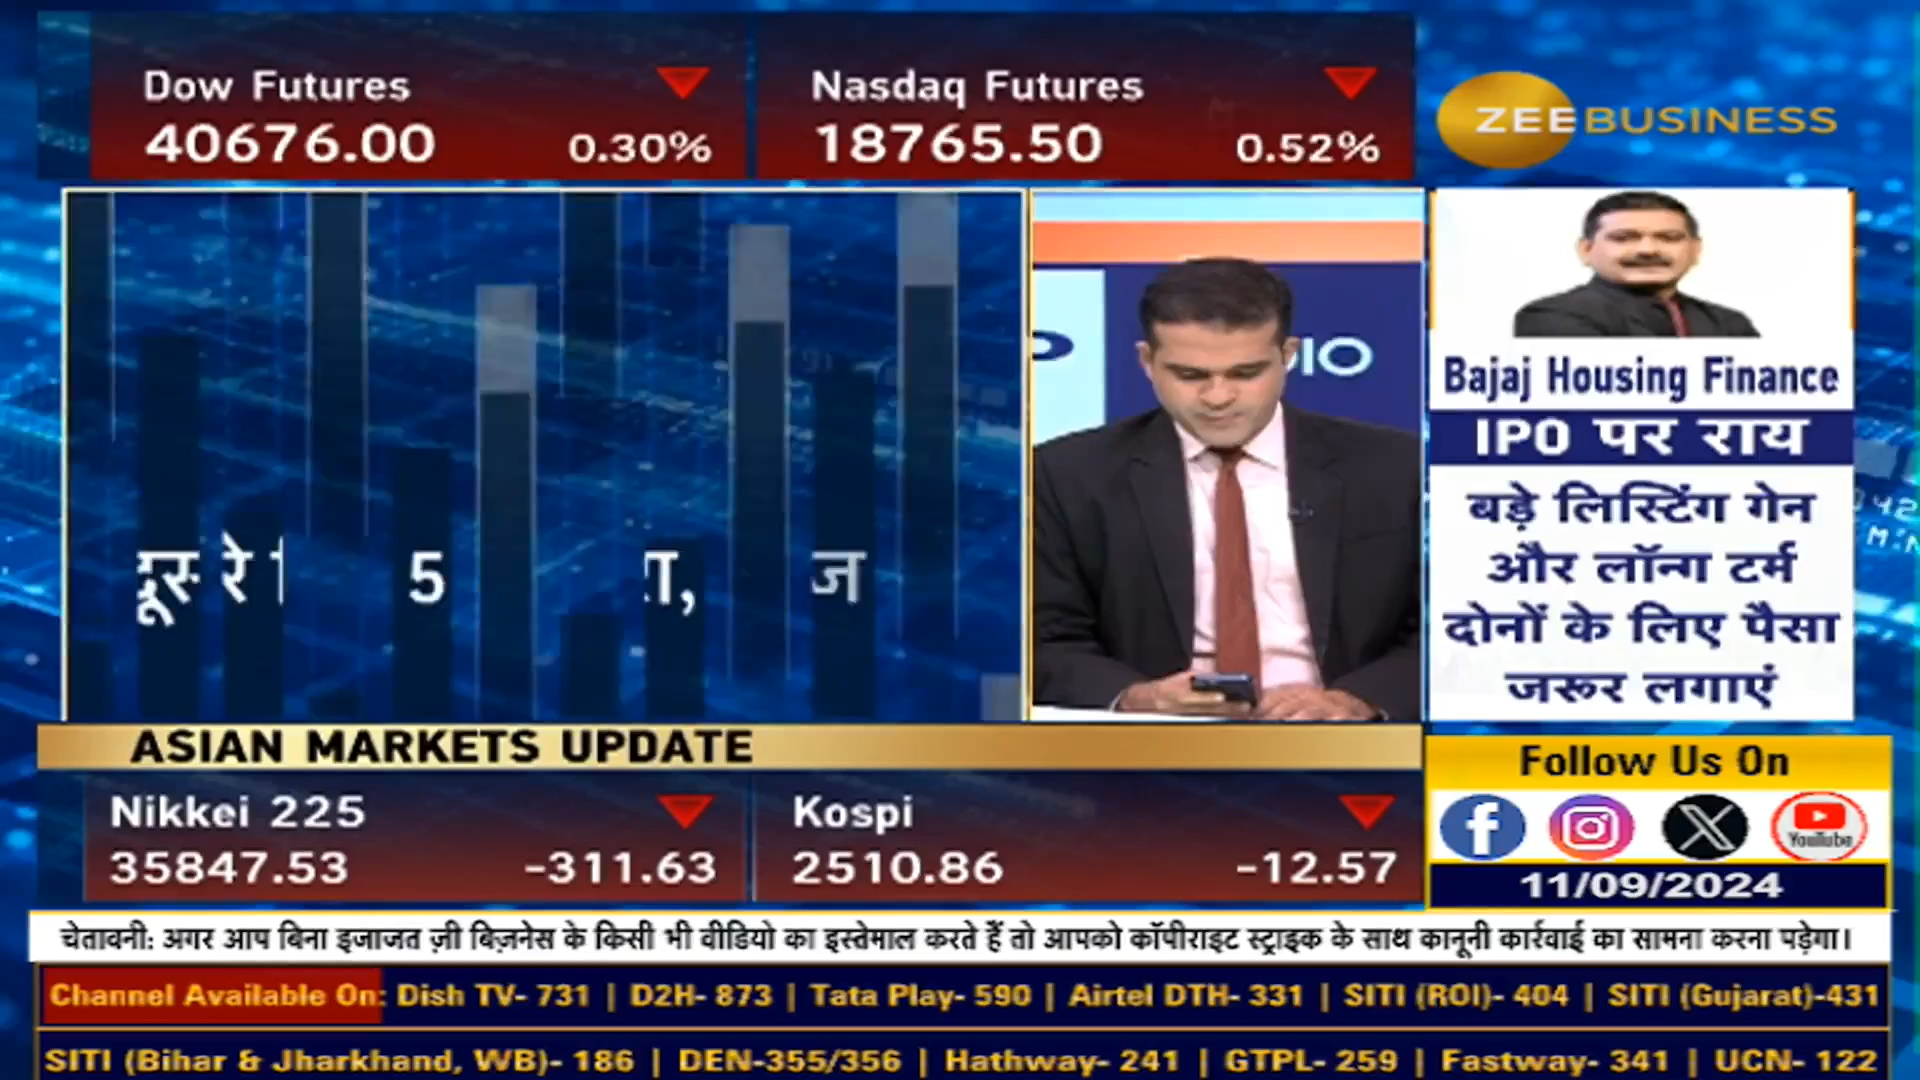 Dow Futures
40676.00 0.30%
Nasdaq Futures
18765.50 0.52%
ZEEBUSINESS
5
Bajaj Housing Finance
IPO पर राय
बड़े लिस्टिंग गेन
और लॉन्ग टर्म
दोनों के लिए पैसा
जरूर लगाएं
ASIAN MARKETS UPDATE
Nikkei 225
35847.53 -311.63
Kospi
2510.86 -12.57
Follow Us On
YouTube
11/09/2024
चेतावनी: अगर आप बिना इजाजत ज़ी बिज़नेस के किसी भी वीडियो का इस्तेमाल करते हैं तो आपको कॉपीराइट स्ट्राइक के साथ कानूनी कार्रवाई का सामना करना पड़ेगा।
Channel Available On: Dish TV- 731 | D2H- 873 | Tata Play- 590 | Airtel DTH- 331 | SITI (ROI)- 404 | SITI (Gujarat)-431
SITI (Bihar & Jharkhand, WB)- 186 | DEN-355/356 | Hathway- 241 | GTPL- 259 | Fastway- 341 | UCN- 122